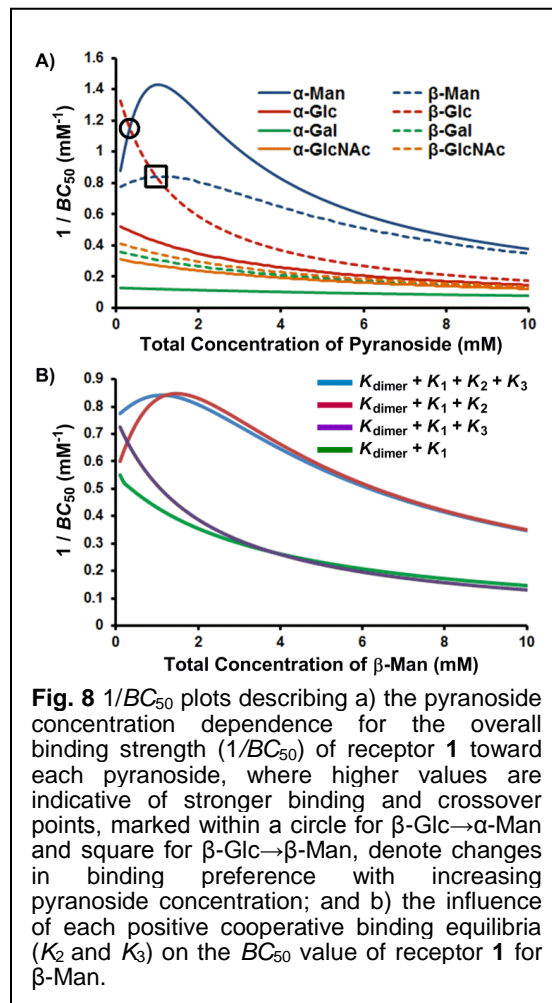 A)
1.6
1.4
1.2
1
0.8
0.6
0.4
0.2
0
1 / BC50 (mM-1)
α-Man β-Man
α-Glc β-Glc
α-Gal β-Gal
α-GlcNAc β-GlcNAc
0 2 4 6 8 10
Total Concentration of Pyranoside (mM)
B)
0.9
0.8
0.7
0.6
0.5
0.4
0.3
0.2
0.1
0
1 / BC50 (mM-1)
Kdimer + K1 + K2 + K3
Kdimer + K1 + K2
Kdimer + K1 + K3
Kdimer + K1
0 2 4 6 8 10
Total Concentration of β-Man (mM)
Fig. 8 1/BC50 plots describing a) the pyranoside
concentration dependence for the overall
binding strength (1/BC50) of receptor 1 toward
each pyranoside, where higher values are
indicative of stronger binding and crossover
points, marked within a circle for β-Glc→α-Man
and square for β-Glc→β-Man, denote changes
in binding preference with increasing
pyranoside concentration; and b) the influence
of each positive cooperative binding equilibria
(K2 and K3) on the BC50 value of receptor 1 for
β-Man.